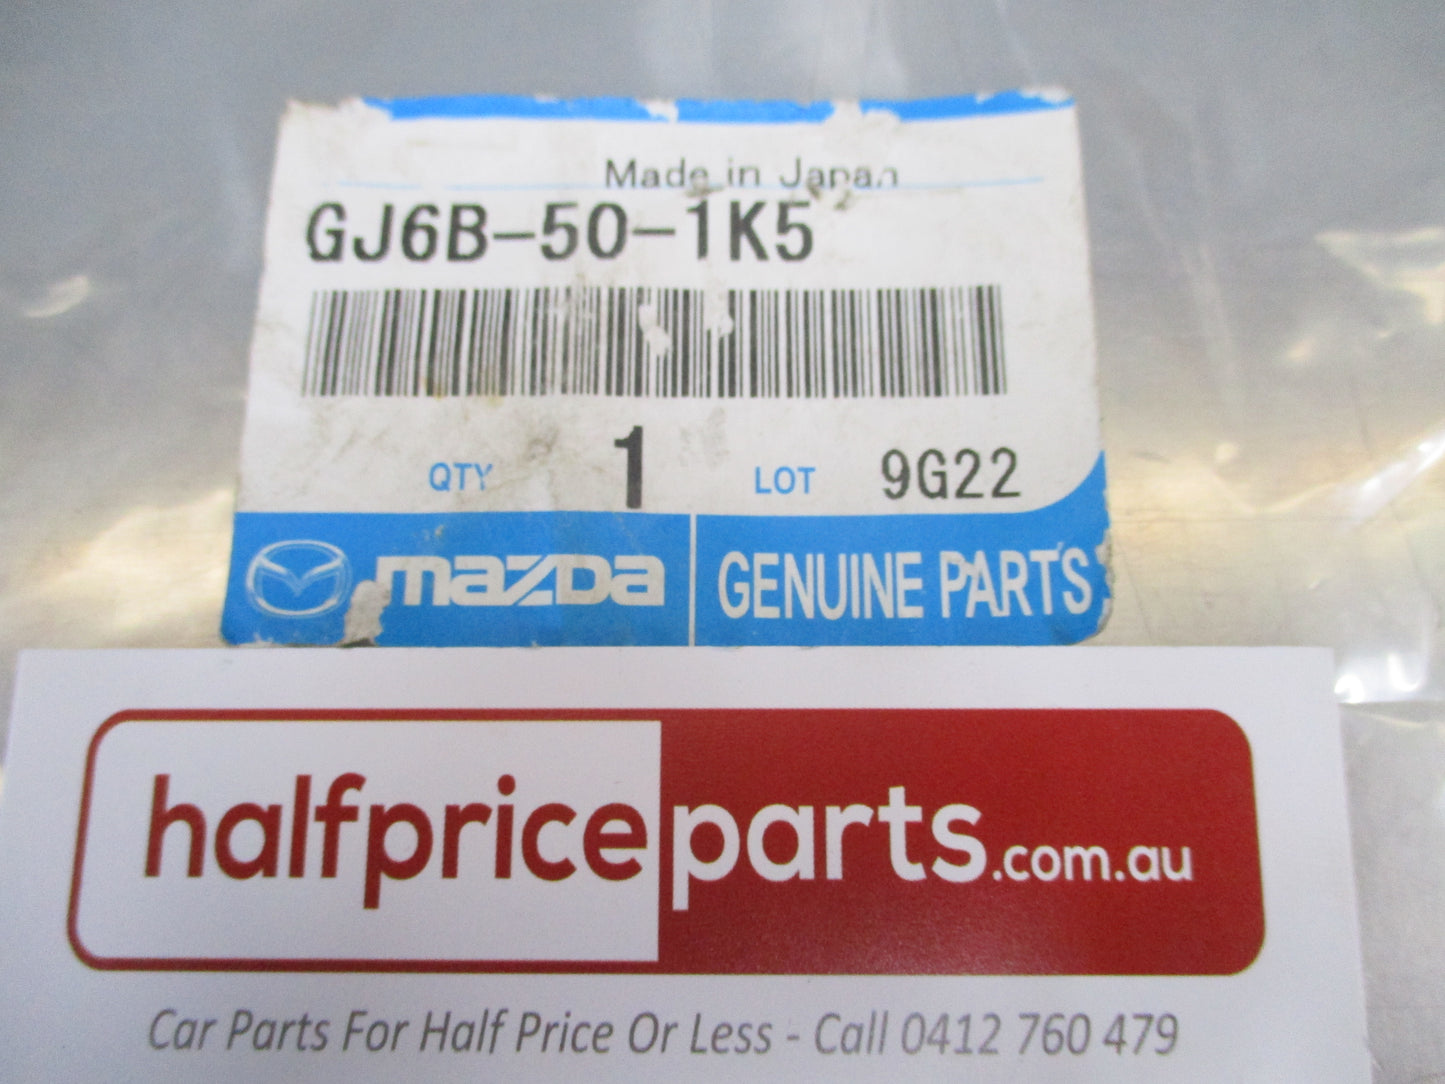 Made in Japan
GJ6B-50-1K5
QTY 1 LOT 9G22
mazda GENUINE PARTS
halfpriceparts.com.au
Car Parts For Half Price Or Less - Call 0412 760 479